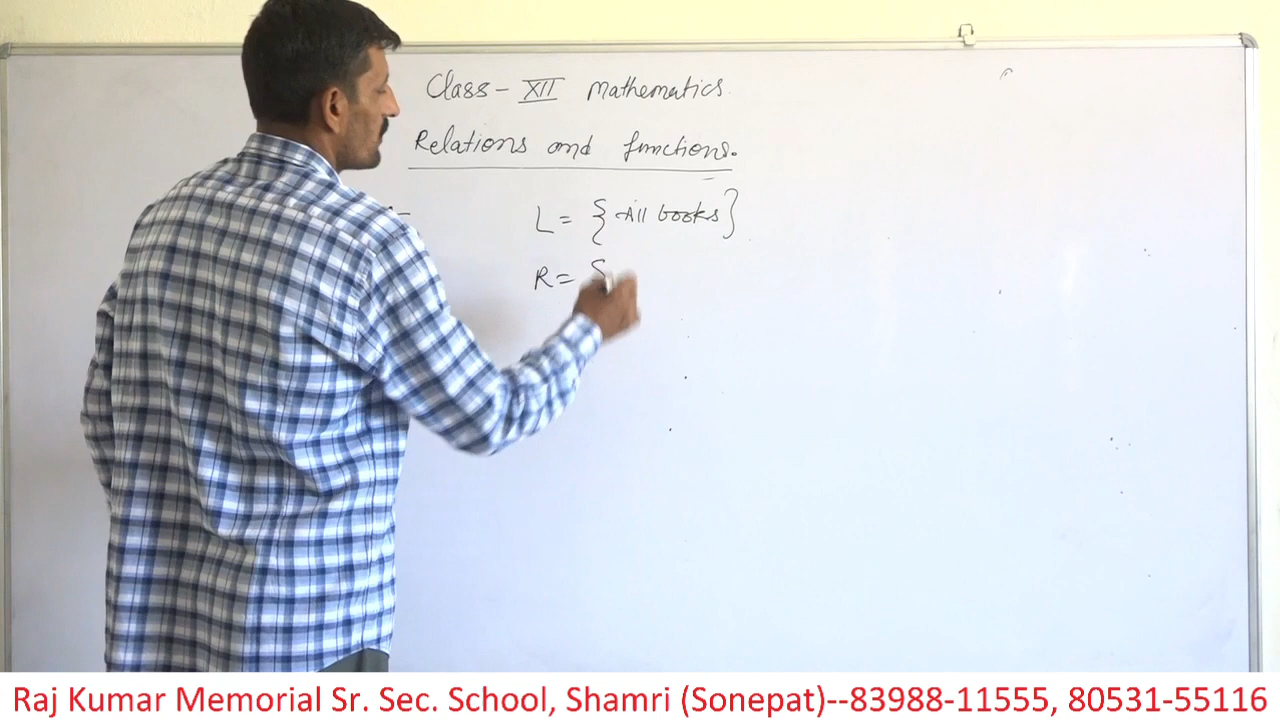 Class - XII Mathematics.
Relations and functions.
L = { All books }
R = {
Raj Kumar Memorial Sr. Sec. School, Shamri (Sonepat)--83988-11555, 80531-55116